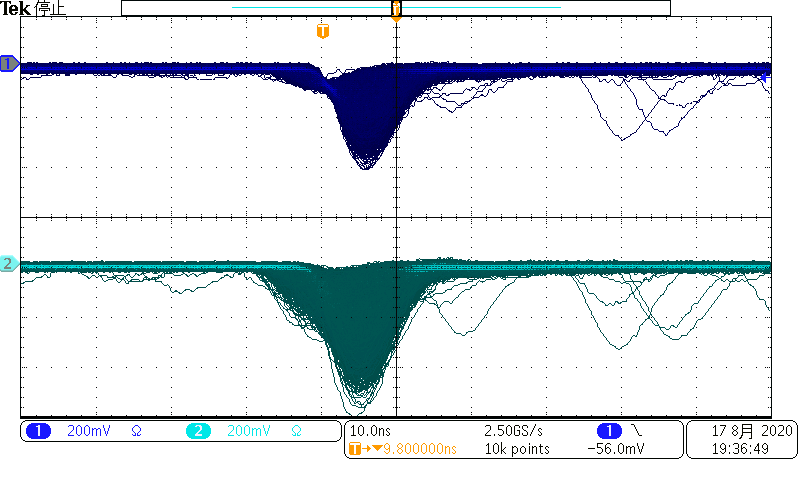 Tek 停止
T
T
1
2
1 200mV Ω 2 200mV Ω
10.0ns 2.50GS/s 1
T→▼9.800000ns 10k points −56.0mV
17 8月 2020
19:36:49